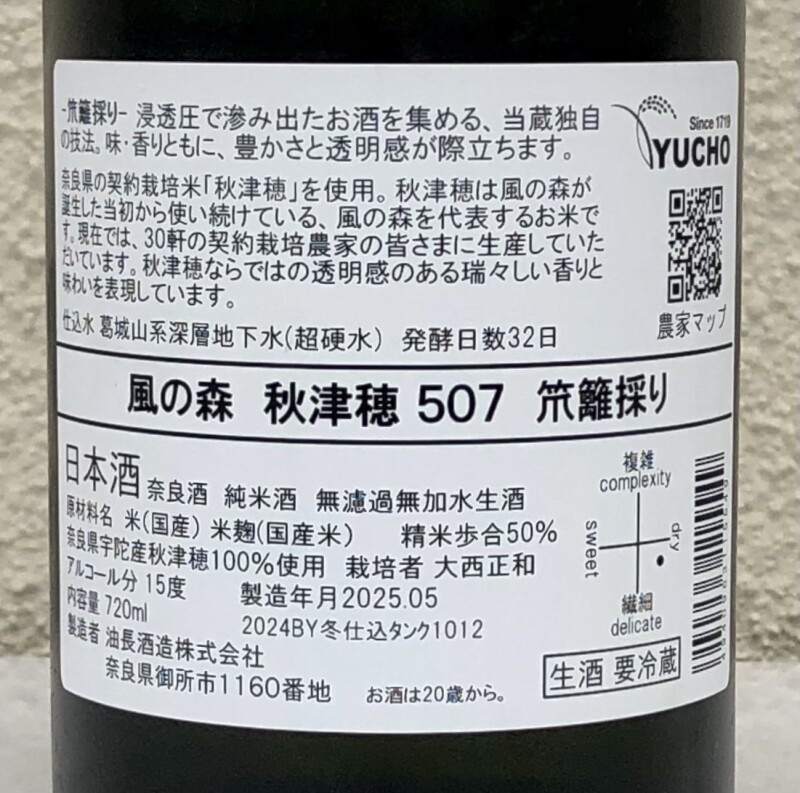 -笊籬採り- 浸透圧で滲み出たお酒を集める、当蔵独自
の技法。味・香りともに、豊かさと透明感が際立ちます。
Since 1719
YUCHO
奈良県の契約栽培米「秋津穂」を使用。秋津穂は風の森が
誕生した当初から使い続けている、風の森を代表するお米で
す。現在では、30軒の契約栽培農家の皆さまに生産していた
だいています。秋津穂ならではの透明感のある瑞々しい香りと
味わいを表現しています。
農家マップ
仕込水 葛城山系深層地下水(超硬水) 発酵日数32日
風の森 秋津穂 507 笊籬採り
日本酒 奈良酒 純米酒 無濾過無加水生酒
原材料名 米(国産) 米麹(国産米) 精米歩合50%
奈良県宇陀産秋津穂100%使用 栽培者 大西正和
アルコール分 15度 製造年月2025.05
内容量 720ml 2024BY冬仕込タンク1012
製造者 油長酒造株式会社
奈良県御所市1160番地 お酒は20歳から。
複雑
complexity
sweet
dry
繊細
delicate
生酒 要冷蔵